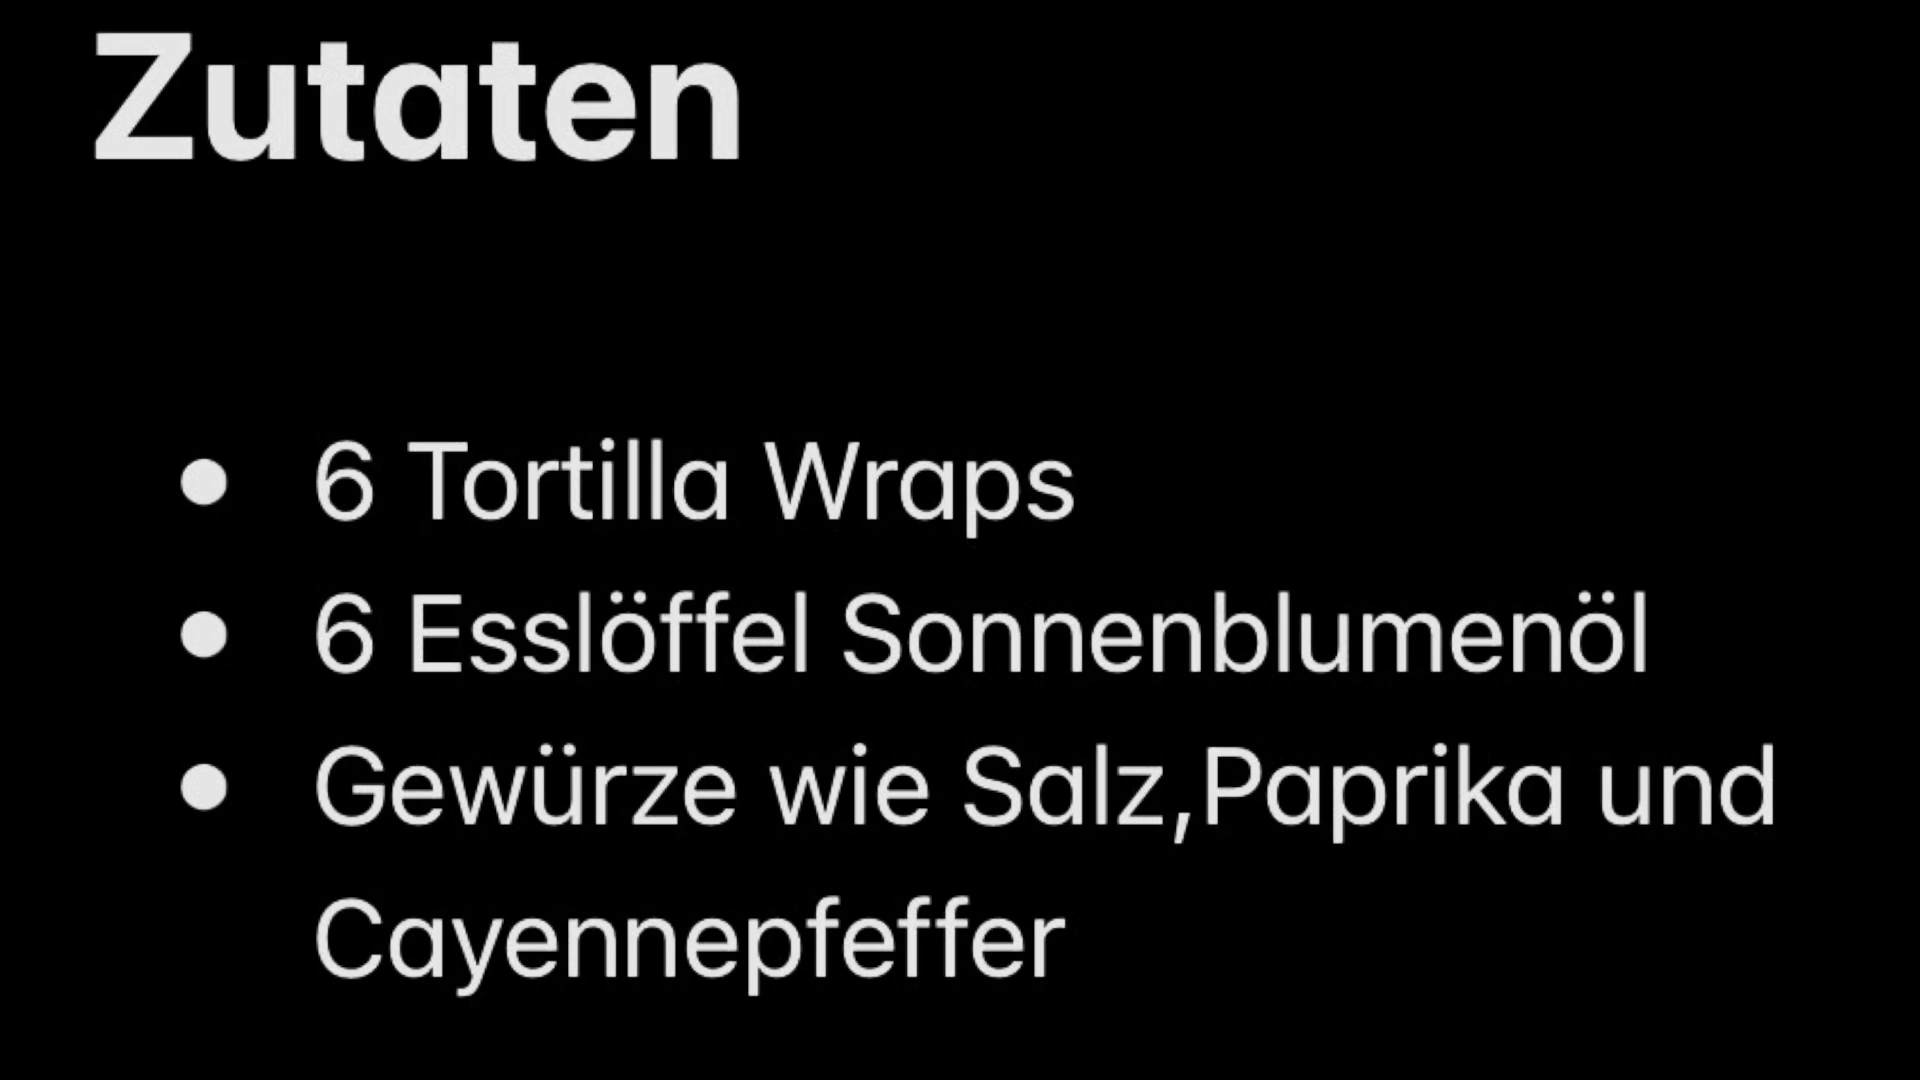 Zutaten
6 Tortilla Wraps
6 Esslöffel Sonnenblumenöl
Gewürze wie Salz,Paprika und
Cayennepfeffer